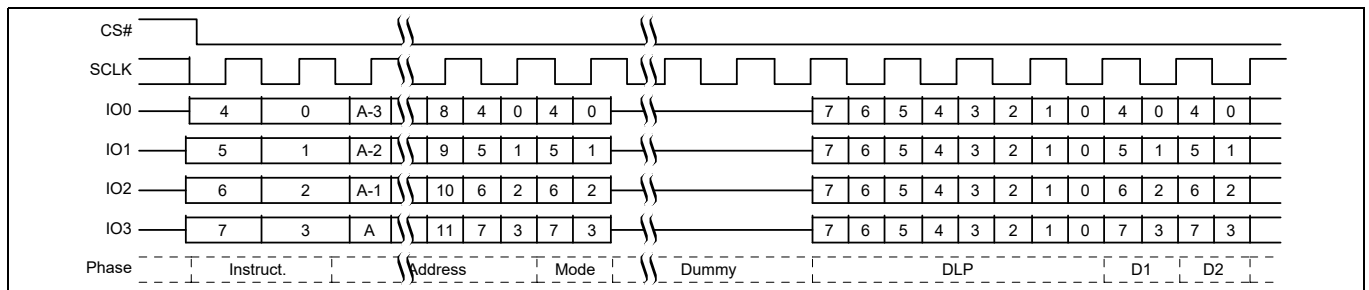 CS#
SCLK
IO0 4 0 A-3 8 4 0 4 0 7 6 5 4 3 2 1 0 4 0 4 0
IO1 5 1 A-2 9 5 1 5 1 7 6 5 4 3 2 1 0 5 1 5 1
IO2 6 2 A-1 10 6 2 6 2 7 6 5 4 3 2 1 0 6 2 6 2
IO3 7 3 A 11 7 3 7 3 7 6 5 4 3 2 1 0 7 3 7 3
Phase Instruct. Address Mode Dummy DLP D1 D2